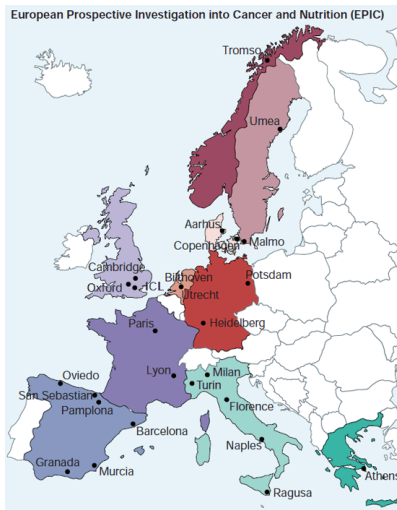 European Prospective Investigation into Cancer and Nutrition (EPIC)
Tromso
Umea
Aarhus
Copenhagen
Malmo
Cambridge
Bilthoven
Potsdam
Oxford
HCL
Utrecht
Paris
Heidelberg
Lyon
Milan
Turin
Oviedo
San Sebastian
Pamplona
Florence
Barcelona
Naples
Granada
Murcia
Athens
Ragusa